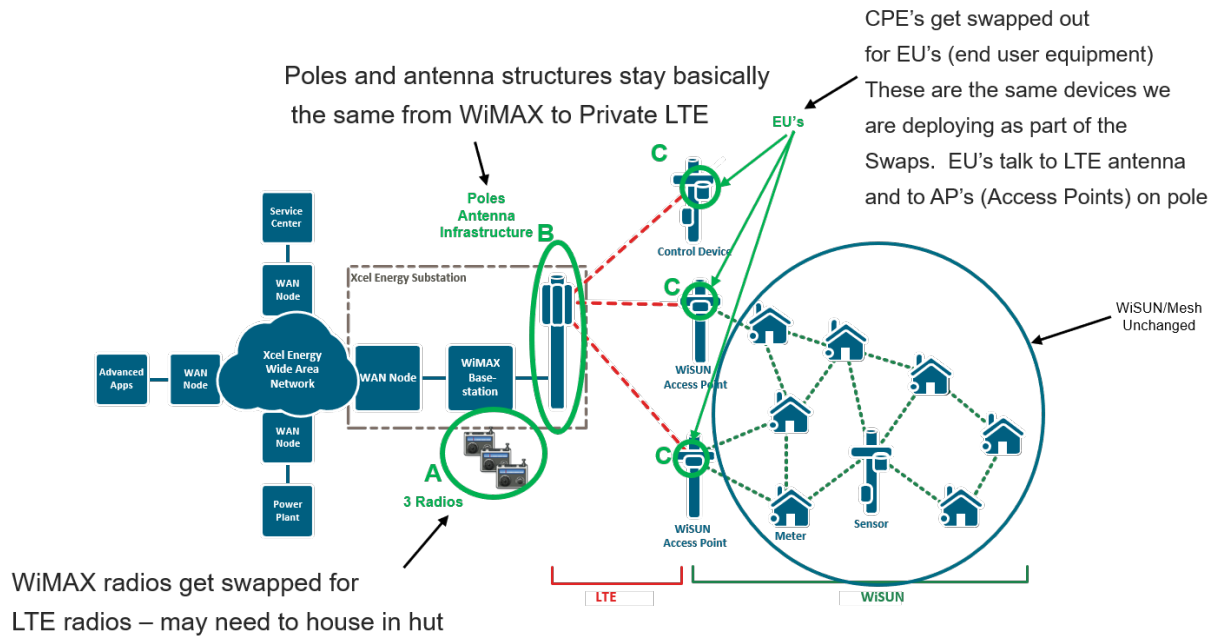 CPE's get swapped out
for EU's (end user equipment)
These are the same devices we
are deploying as part of the
Swaps.  EU's talk to LTE antenna
and to AP's (Access Points) on pole
Poles and antenna structures stay basically
the same from WiMAX to Private LTE
EU's
C
Poles
Antenna
Infrastructure
B
Control Device
Service
Center
WAN
Node
Xcel Energy Substation
C
WiSUN
Access Point
WiSUN/Mesh
Unchanged
Advanced
Apps
WAN
Node
Xcel Energy
Wide Area
Network
WAN Node
WiMAX
Base-
station
WAN
Node
Power
Plant
A
3 Radios
C
WiSUN
Access Point
Meter
Sensor
LTE
WiSUN
WiMAX radios get swapped for
LTE radios – may need to house in hut